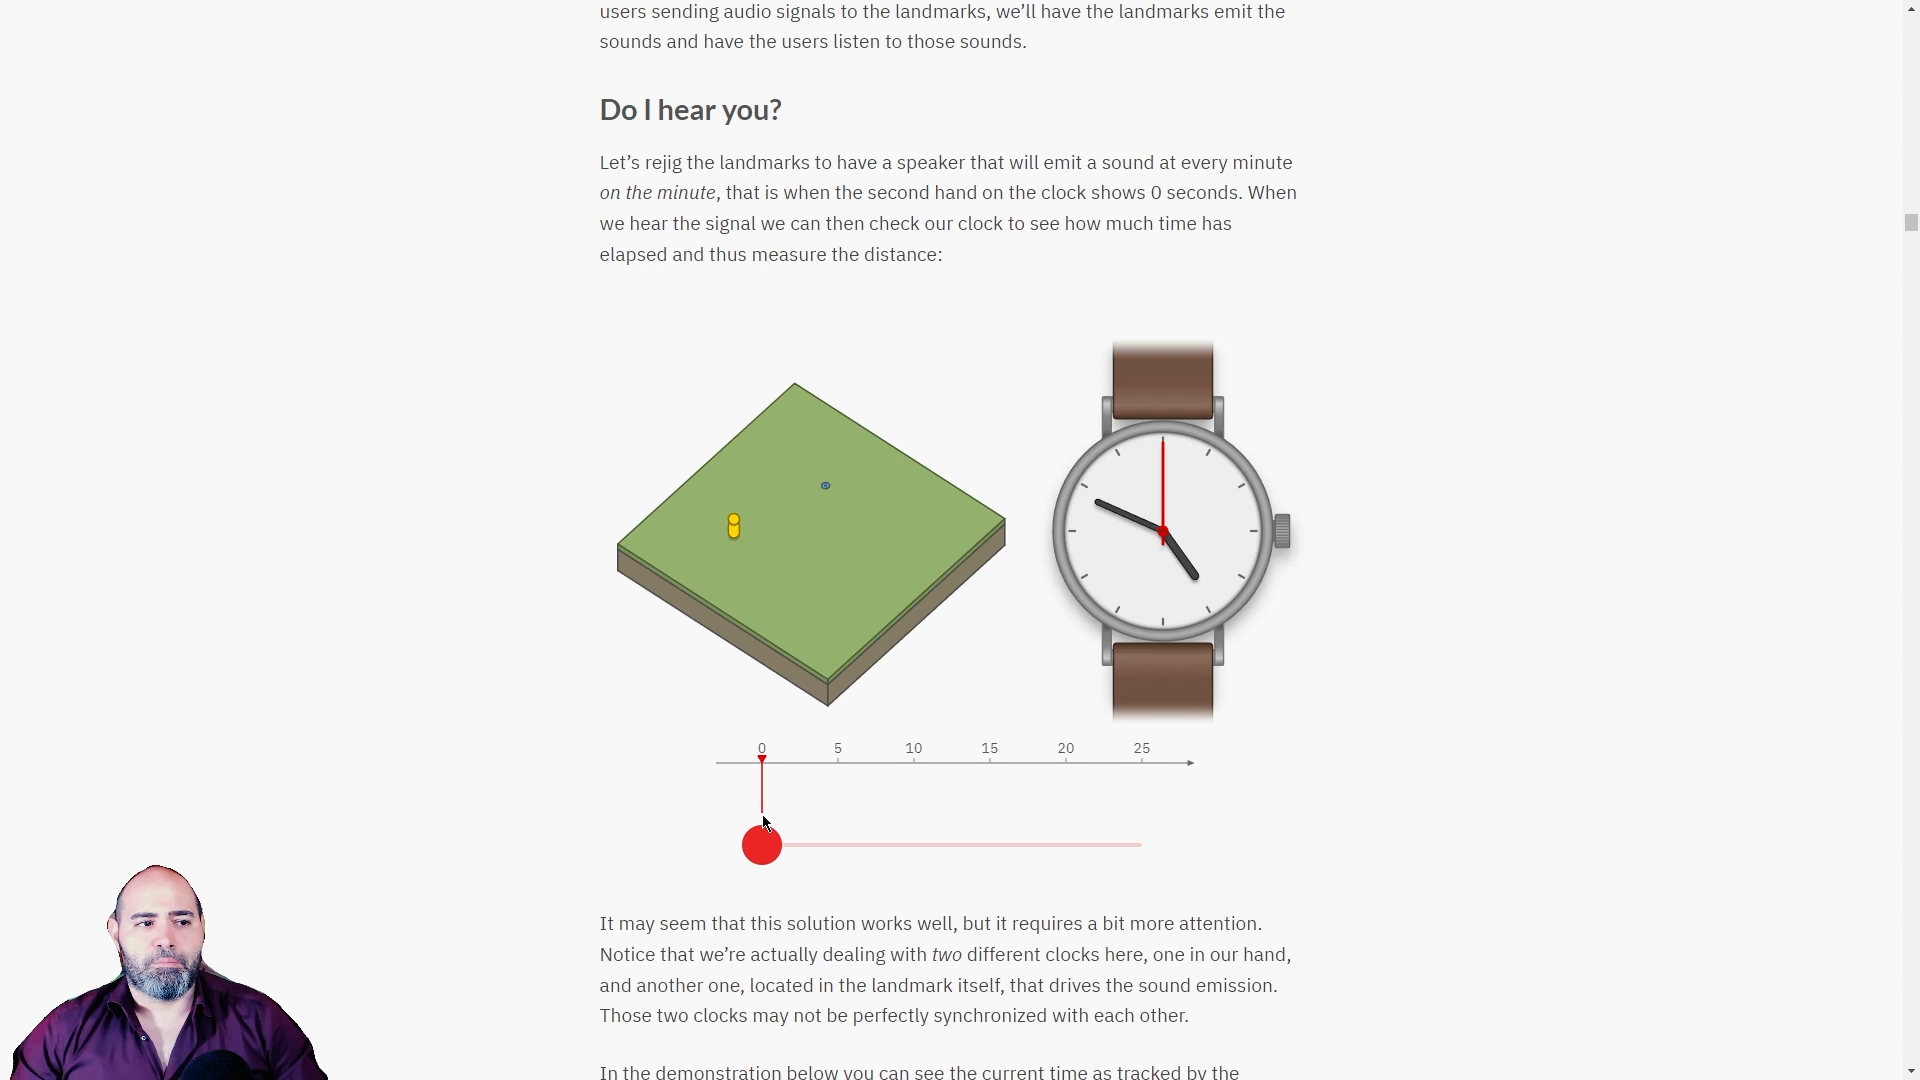 users sending audio signals to the landmarks, we’ll have the landmarks emit the
sounds and have the users listen to those sounds.
Do I hear you?
Let’s rejig the landmarks to have a speaker that will emit a sound at every minute
on the minute, that is when the second hand on the clock shows 0 seconds. When
we hear the signal we can then check our clock to see how much time has
elapsed and thus measure the distance:
0 5 10 15 20 25
It may seem that this solution works well, but it requires a bit more attention.
Notice that we’re actually dealing with two different clocks here, one in our hand,
and another one, located in the landmark itself, that drives the sound emission.
Those two clocks may not be perfectly synchronized with each other.
In the demonstration below you can see the current time as tracked by the